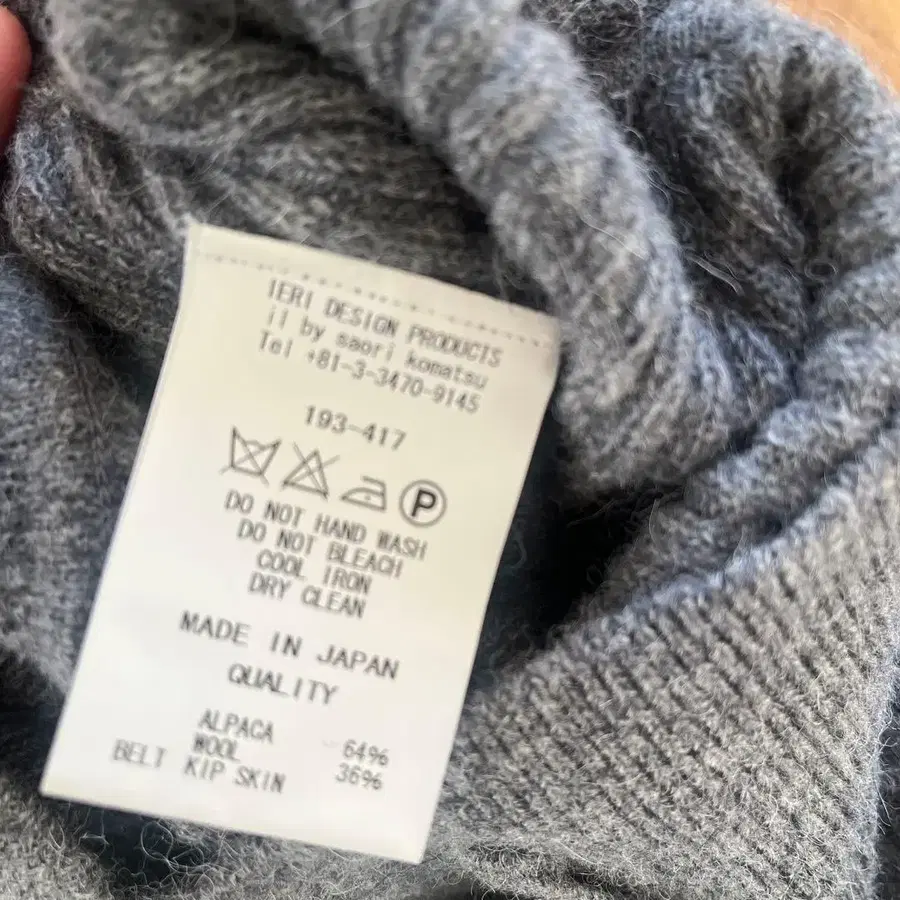 IERI DESIGN PRODUCTS
il by saori komatsu
Tel +81-3-3470-9145
193-417
P
DO NOT HAND WASH
DO NOT BLEACH
COOL IRON
DRY CLEAN
MADE IN JAPAN
QUALITY
ALPACA 64%
WOOL 36%
BELT KIP SKIN